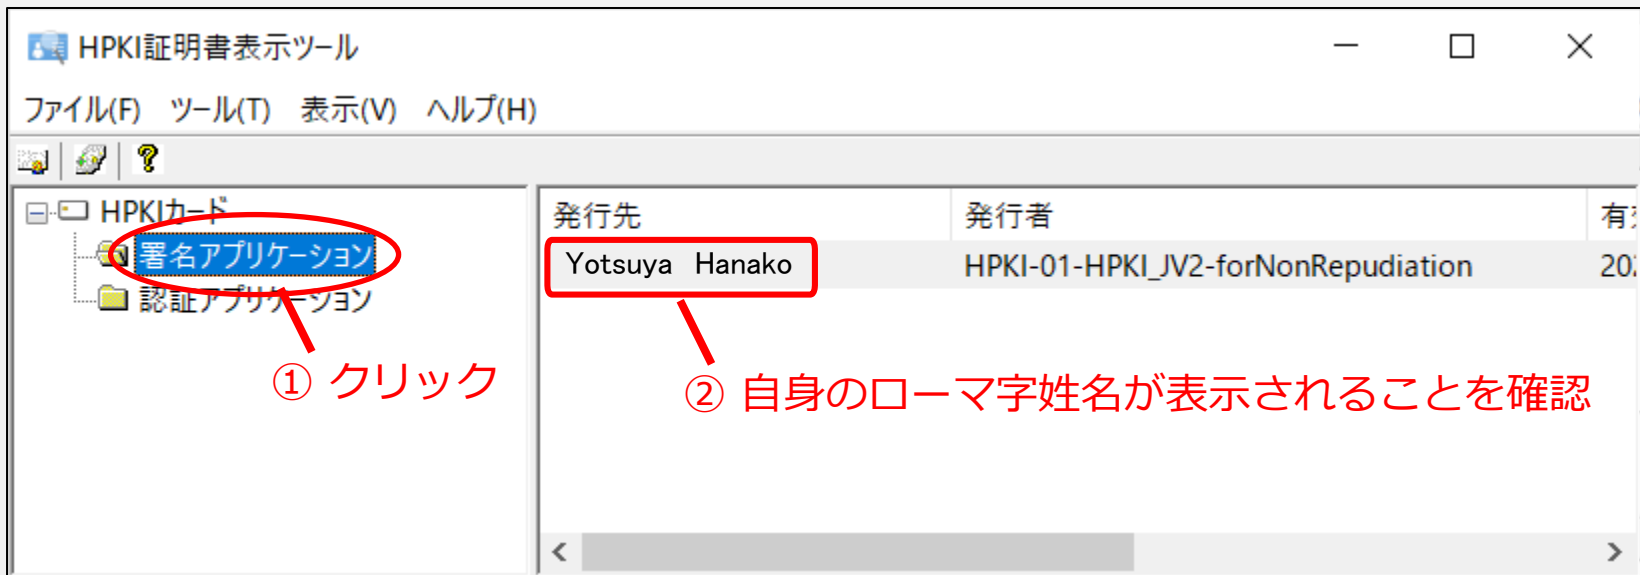 HPKI証明書表示ツール
ファイル(F) ツール(T) 表示(V) ヘルプ(H)
HPKIカード
署名アプリケーション
認証アプリケーション
① クリック
発行先 発行者
Yotsuya Hanako HPKI-01-HPKI_JV2-forNonRepudiation
② 自身のローマ字姓名が表示されることを確認